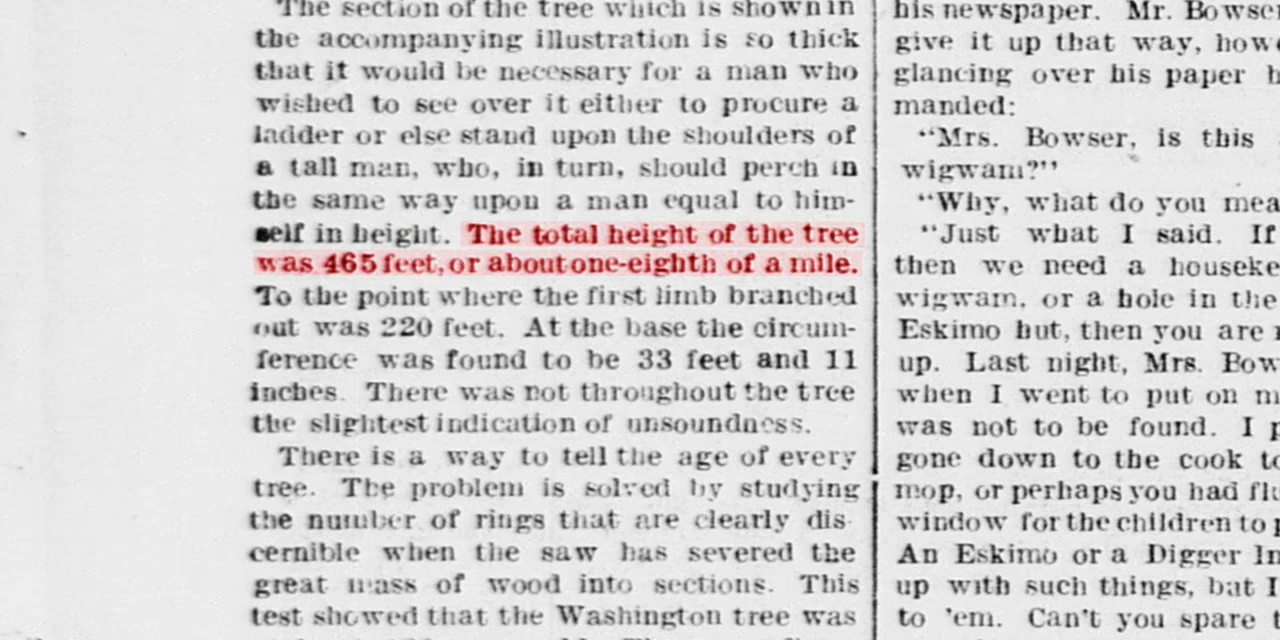 The section of the tree which is shown in
the accompanying illustration is so thick
that it would be necessary for a man who
wished to see over it either to procure a
ladder or else stand upon the shoulders of
a tall man, who, in turn, should perch in
the same way upon a man equal to him-
self in height. The total height of the tree
was 465 feet, or about one-eighth of a mile.
To the point where the first limb branched
out was 220 feet. At the base the circum-
ference was found to be 33 feet and 11
inches. There was not throughout the tree
the slightest indication of unsoundness.
There is a way to tell the age of every
tree. The problem is solved by studying
the number of rings that are clearly dis-
cernible when the saw has severed the
great mass of wood into sections. This
test showed that the Washington tree was
his newspaper. Mr. Bowser
give it up that way, how
glancing over his paper h
manded:
"Mrs. Bowser, is this
wigwam?"
"Why, what do you mea
"Just what I said. If
then we need a houseke
wigwam, or a hole in the
Eskimo hut, then you are
up. Last night, Mrs. Bow
when I went to put on m
was not to be found. I p
gone down to the cook to
mop, or perhaps you had flu
window for the children to p
An Eskimo or a Digger In
up with such things, but I
to 'em. Can't you spare t